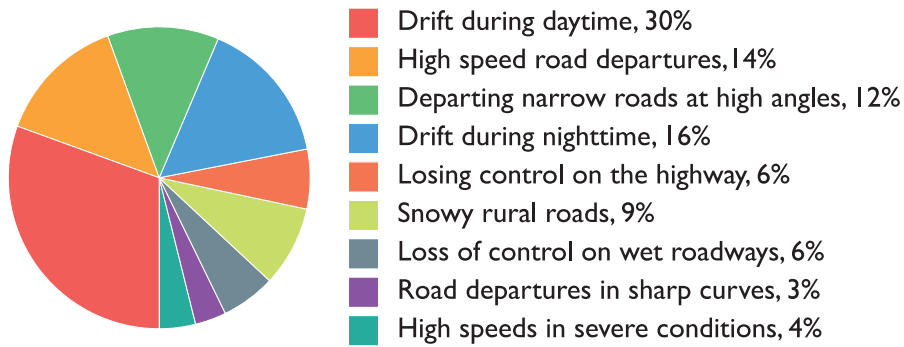 Drift during daytime, 30%
High speed road departures, 14%
Departing narrow roads at high angles, 12%
Drift during nighttime, 16%
Losing control on the highway, 6%
Snowy rural roads, 9%
Loss of control on wet roadways, 6%
Road departures in sharp curves, 3%
High speeds in severe conditions, 4%